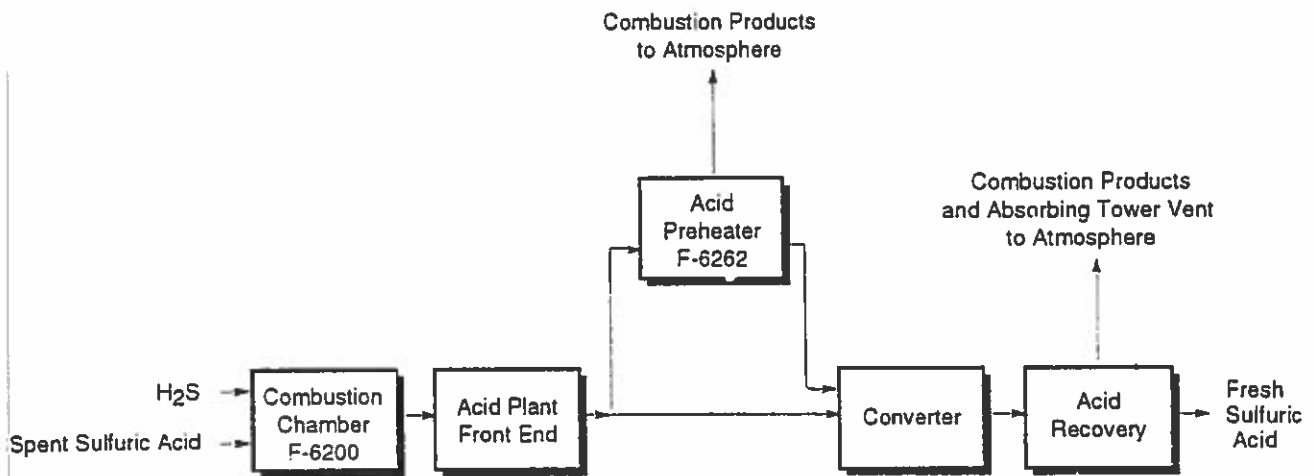 Combustion Products
to Atmosphere
Acid
Preheater
F-6262
Combustion Products
and Absorbing Tower Vent
to Atmosphere
H2S
Spent Sulfuric Acid
Combustion
Chamber
F-6200
Acid Plant
Front End
Converter
Acid
Recovery
Fresh
Sulfuric
Acid